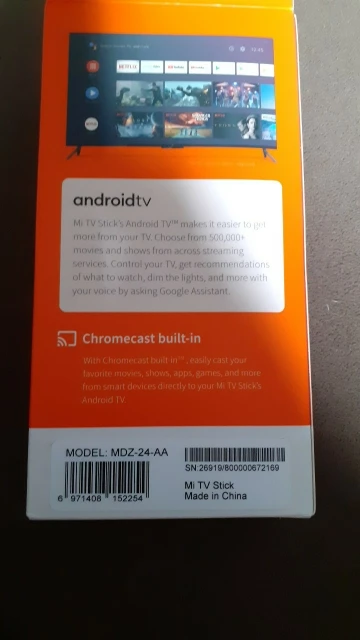 NETFLIX
androidtv
Mi TV Stick's Android TV™ makes it easier to get
more from your TV. Choose from 500,000+
movies and shows from across streaming
services. Control your TV, get recommendations
of what to watch, dim the lights, and more with
your voice by asking Google Assistant.
Chromecast built-in
With Chromecast built-in™, easily cast your
favorite movies, shows, apps, games, and more
from smart devices directly to your Mi TV Stick's
Android TV
MODEL: MDZ-24-AA
6 971408 152254
SN:26919/800000672169
Mi TV Stick
Made in China